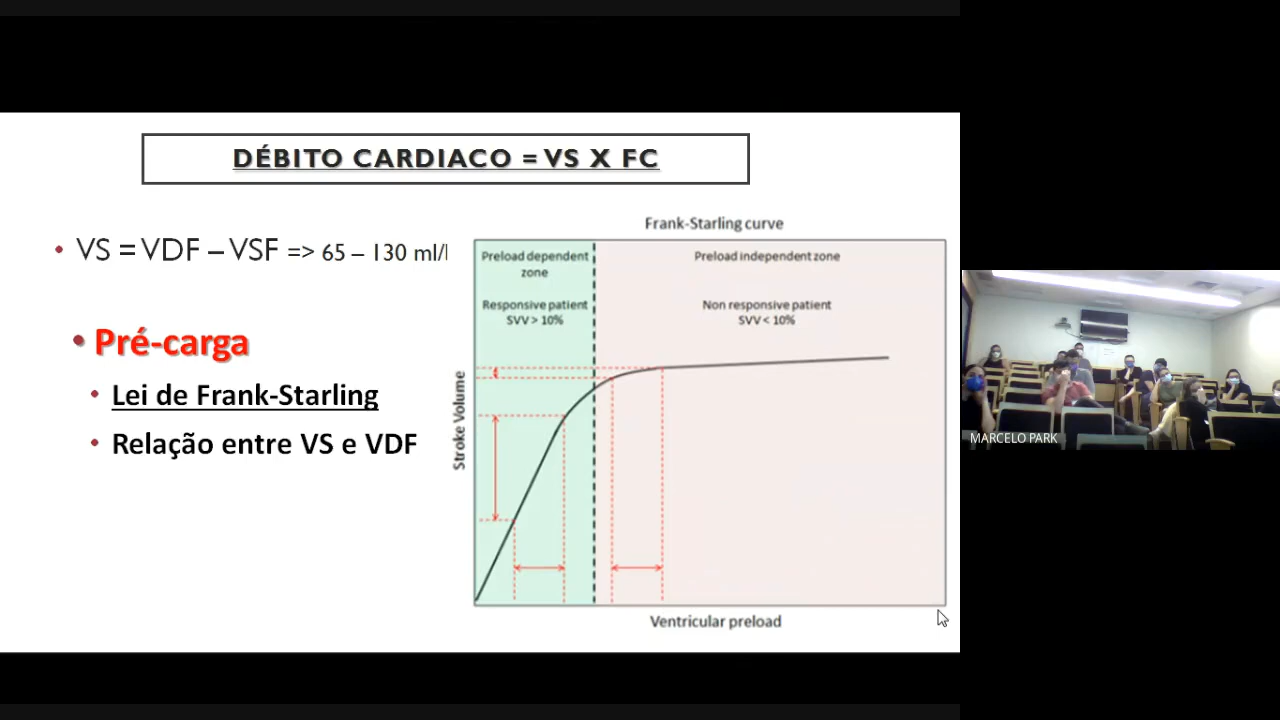 DÉBITO CARDIACO = VS X FC
• VS = VDF – VSF => 65 – 130 ml/
• Pré-carga
• Lei de Frank-Starling
• Relação entre VS e VDF
Frank-Starling curve
Preload dependent
zone
Responsive patient
SVV > 10%
Preload independent zone
Non responsive patient
SVV < 10%
Stroke Volume
Ventricular preload
MARCELO PARK